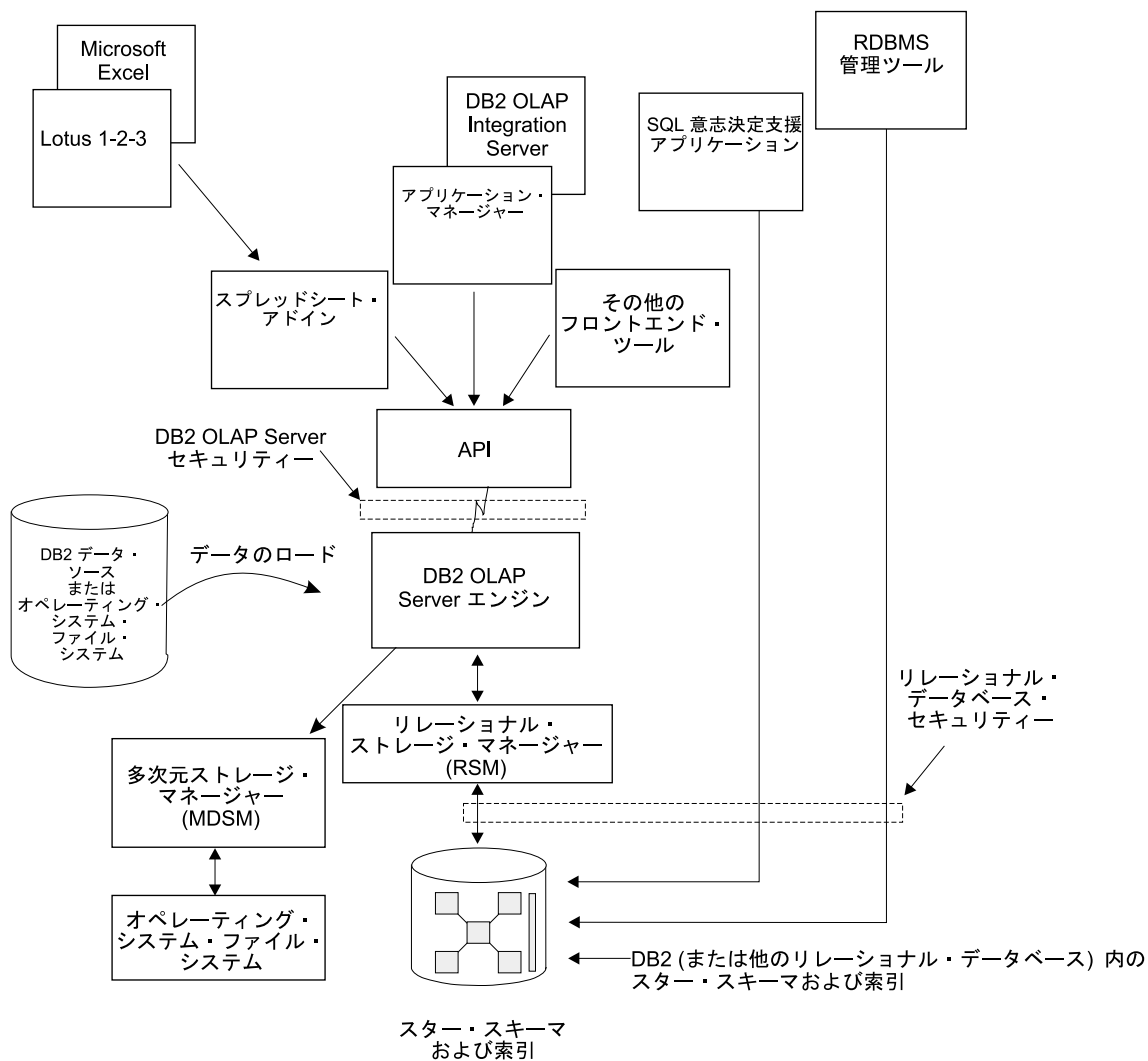 Microsoft
Excel
Lotus 1-2-3
DB2 OLAP
Integration
Server
アプリケーション・
マネージャー
SQL 意志決定支援
アプリケーション
RDBMS
管理ツール
スプレッドシート・
アドイン
その他の
フロントエンド・
ツール
API
DB2 OLAP Server
セキュリティー
DB2 データ・
ソース
または
オペレーティング・
システム・
ファイル・
システム
データのロード
DB2 OLAP
Server エンジン
リレーショナル・
データベース・
セキュリティー
リレーショナル・
ストレージ・マネージャー
(RSM)
多次元ストレージ・
マネージャー
(MDSM)
オペレーティング・
システム・ファイル・
システム
DB2 (または他のリレーショナル・データベース) 内の
スター・スキーマおよび索引
スター・スキーマ
および索引